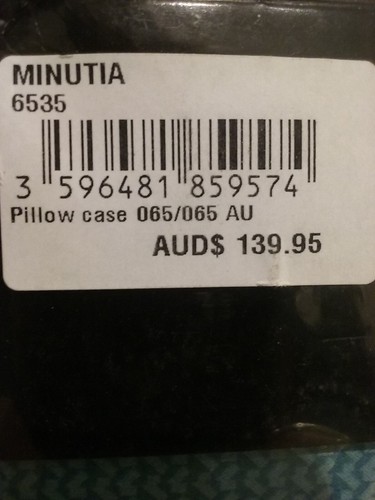 MINUTIA
6535
3 596481 859574
Pillow case 065/065 AU
AUD$ 139.95